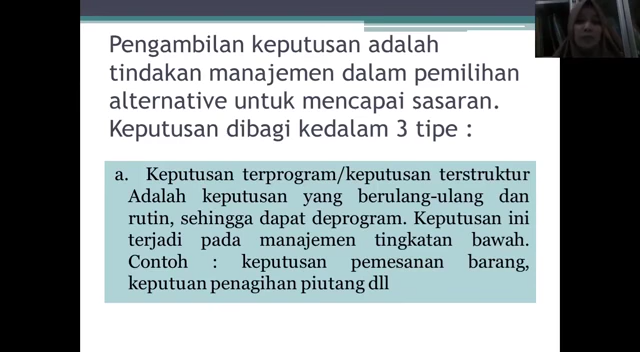 Pengambilan keputusan adalah
tindakan manajemen dalam pemilihan
alternative untuk mencapai sasaran.
Keputusan dibagi kedalam 3 tipe :
a. Keputusan terprogram/keputusan terstruktur
Adalah keputusan yang berulang-ulang dan
rutin, sehingga dapat deprogram. Keputusan ini
terjadi pada manajemen tingkatan bawah.
Contoh : keputusan pemesanan barang,
keputuan penagihan piutang dll